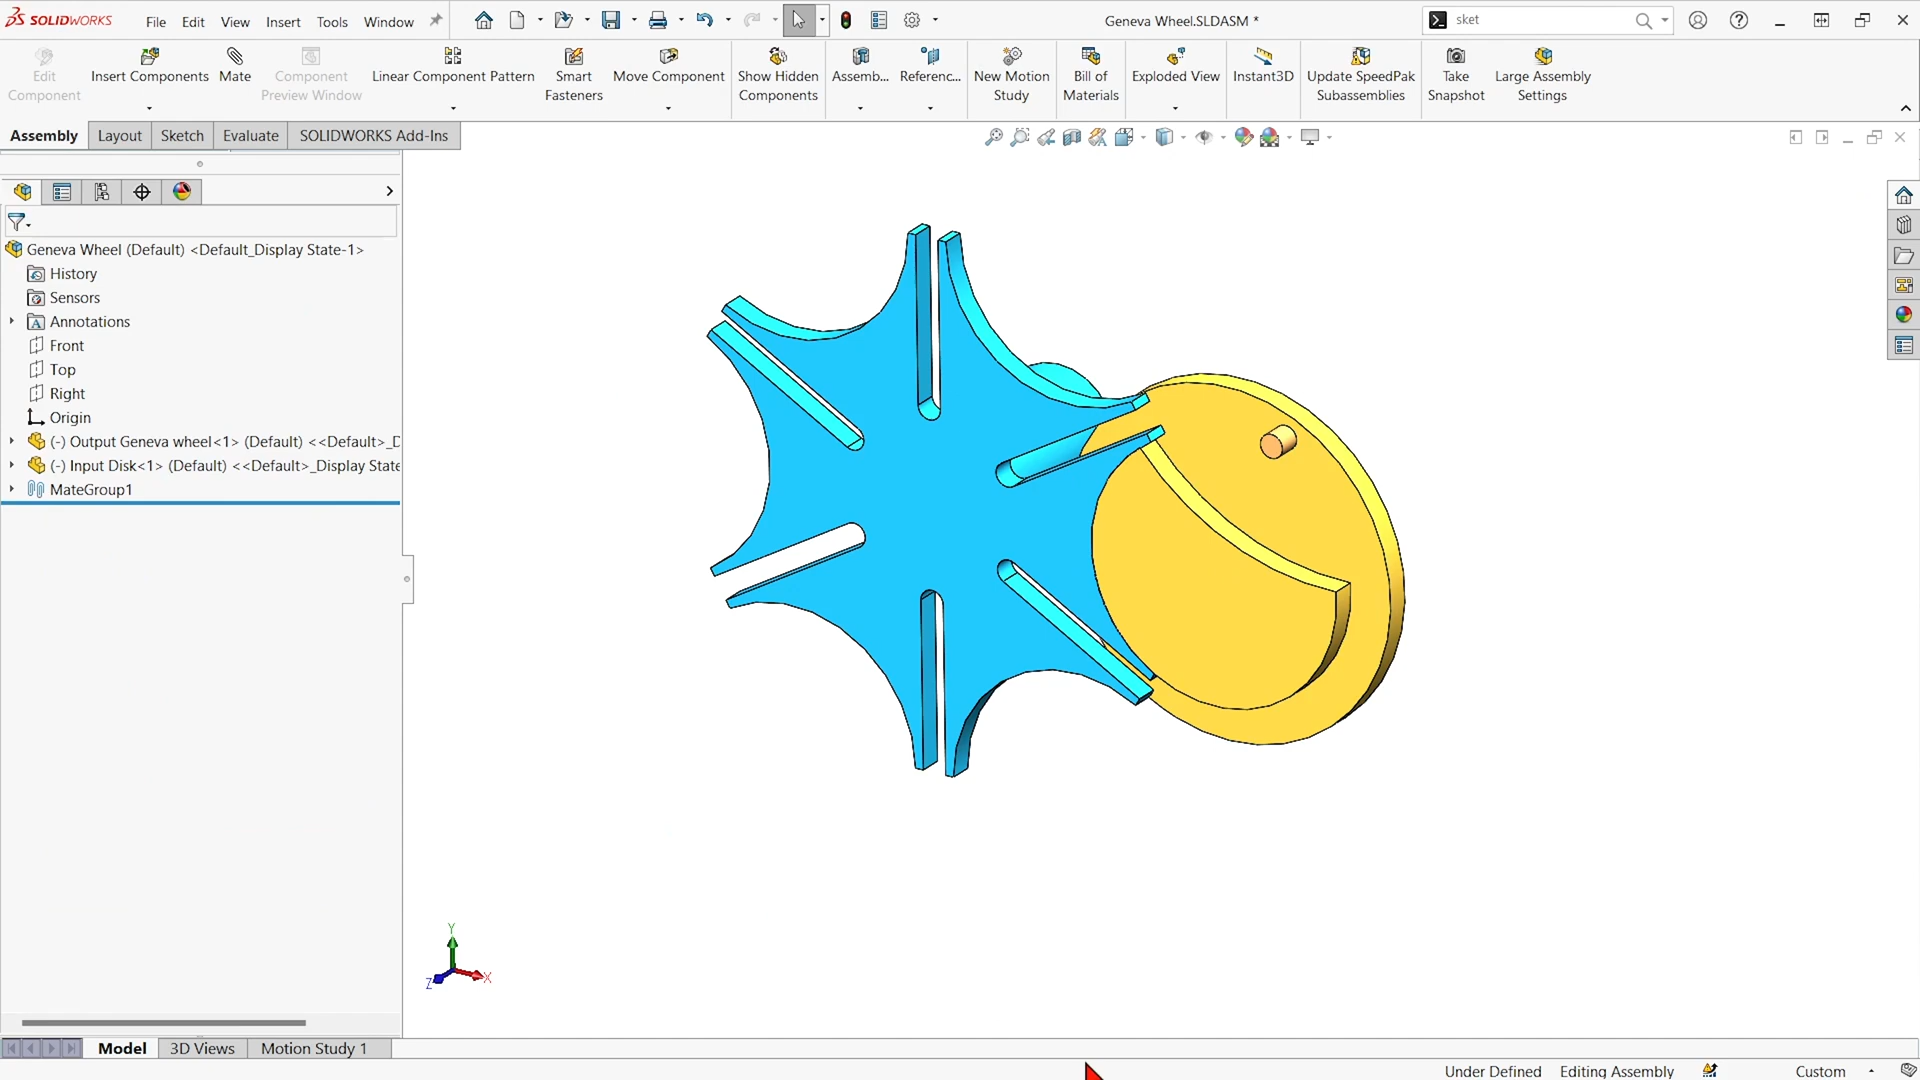 SOLIDWORKS File Edit View Insert Tools Window Geneva Wheel.SLDASM * sket
Edit Component
Insert Components
Mate
Component Preview Window
Linear Component Pattern
Smart Fasteners
Move Component
Show Hidden Components
Assemb...
Referenc...
New Motion Study
Bill of Materials
Exploded View
Instant3D
Update SpeedPak Subassemblies
Take Snapshot
Large Assembly Settings
Assembly Layout Sketch Evaluate SOLIDWORKS Add-Ins
Geneva Wheel (Default) <Default_Display State-1>
History
Sensors
Annotations
Front
Top
Right
Origin
(-) Output Geneva wheel<1> (Default) <<Default>_D
(-) Input Disk<1> (Default) <<Default>_Display State
MateGroup1
Y
Z X
Model 3D Views Motion Study 1
Under Defined Editing Assembly Custom